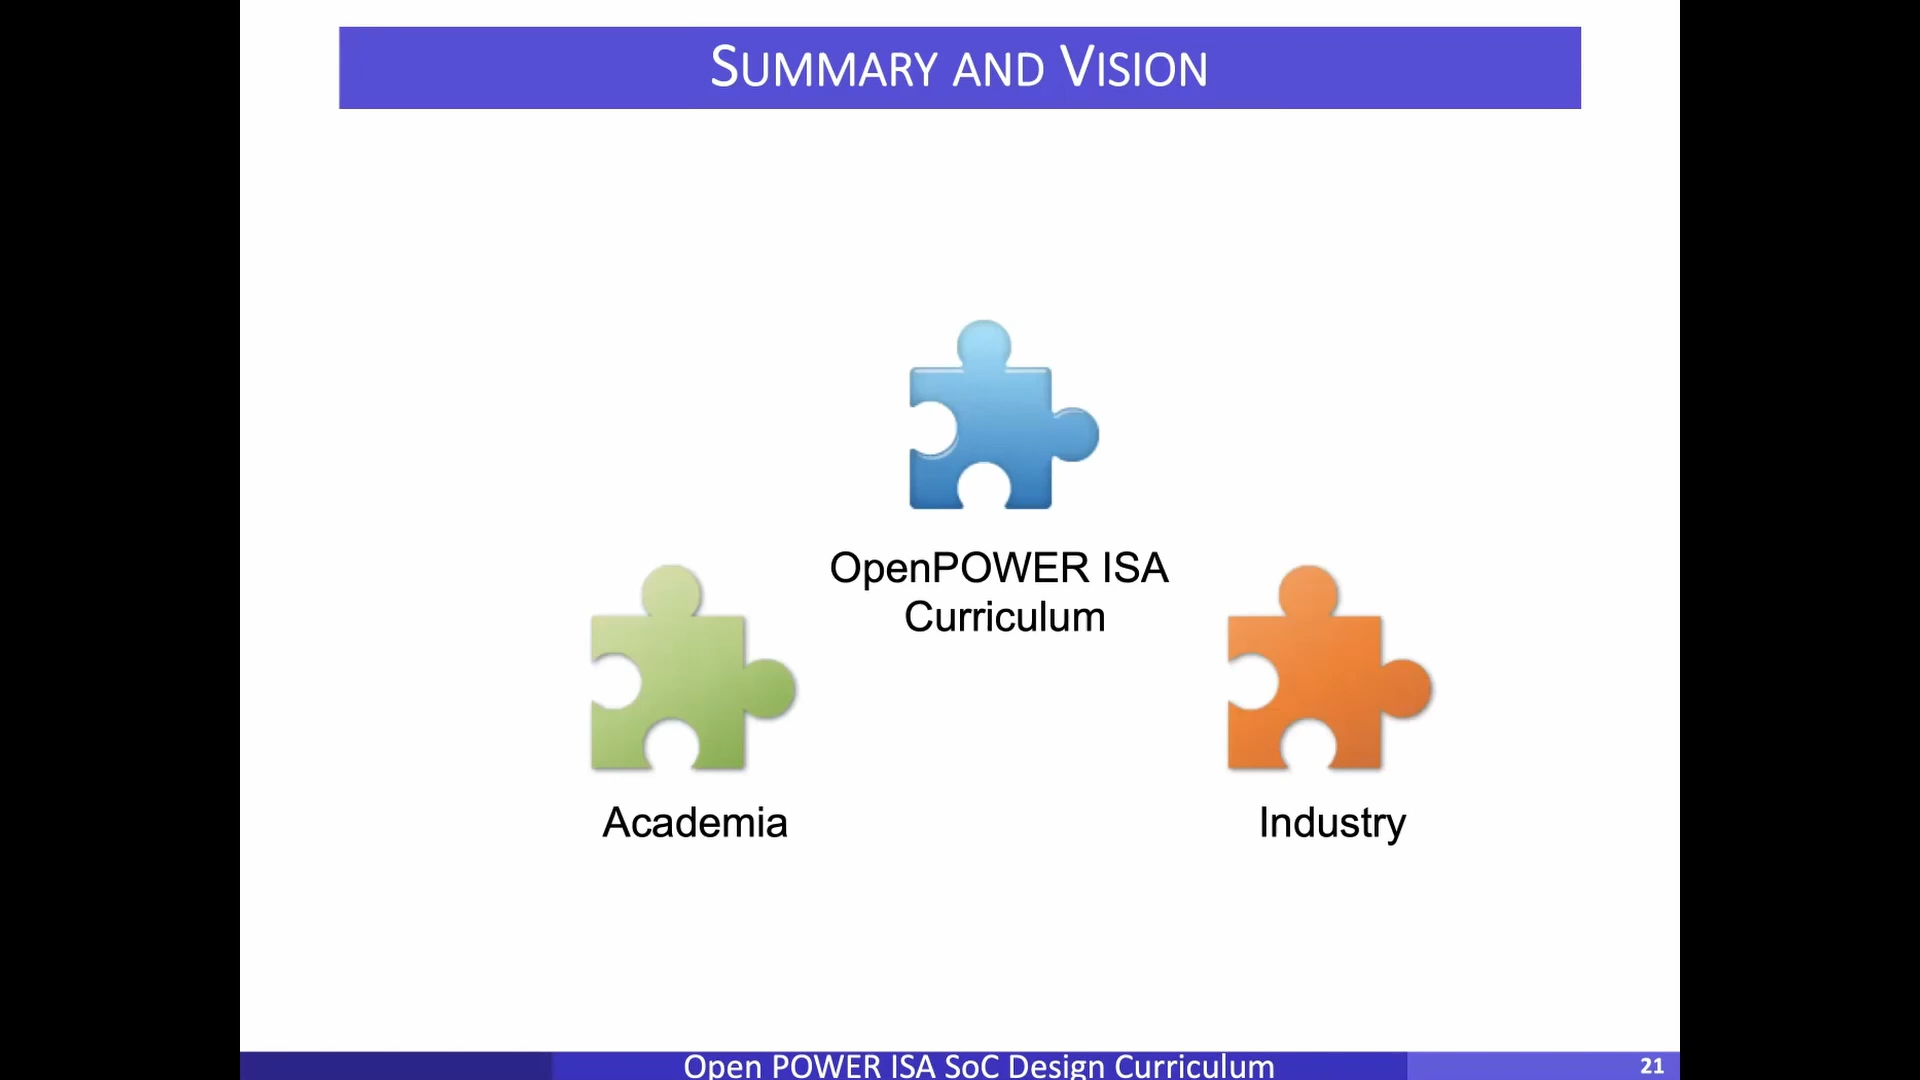 SUMMARY AND VISION
OpenPOWER ISA
Curriculum
Academia
Industry
Open POWER ISA SoC Design Curriculum
21